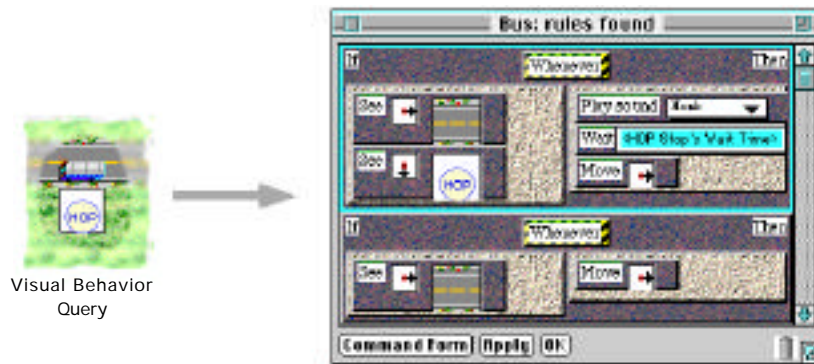 Bus: rules found
If
Whenever
Then
See
Play sound
Wait <HOP Stop's Wait Time>
See
Move
HOP
HOP
Visual Behavior
Query
If
Whenever
Then
See
Move
Command Form Apply OK